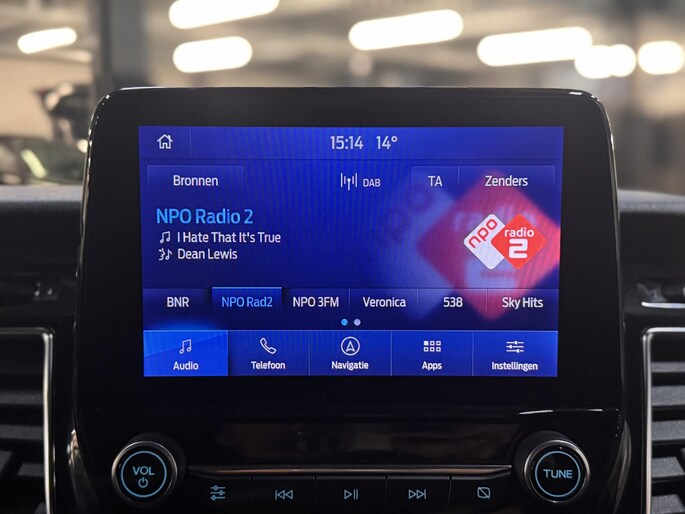 15:14 14°
Bronnen DAB TA Zenders
NPO Radio 2
I Hate That It's True
Dean Lewis
npo radio 2
BNR NPO Rad2 NPO 3FM Veronica 538 Sky Hits
Audio Telefoon Navigatie Apps Instellingen
VOL TUNE